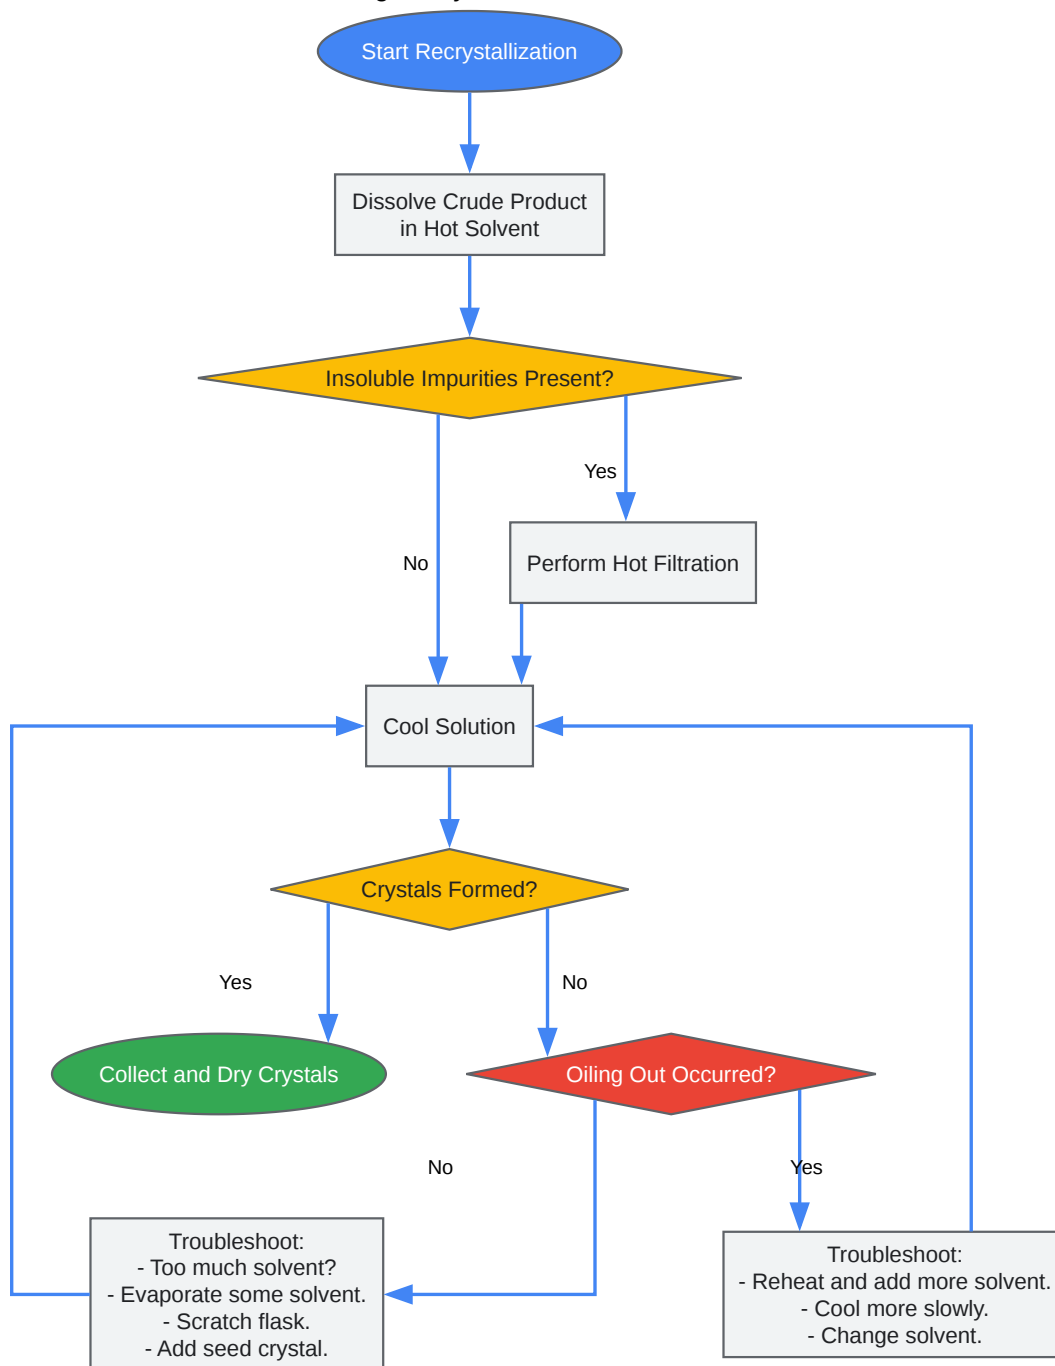 Start Recrystallization
Dissolve Crude Product
in Hot Solvent
Insoluble Impurities Present?
Yes
No
Perform Hot Filtration
Cool Solution
Crystals Formed?
Yes
No
Collect and Dry Crystals
Oiling Out Occurred?
No
Yes
Troubleshoot:
- Too much solvent?
- Evaporate some solvent.
- Scratch flask.
- Add seed crystal.
Troubleshoot:
- Reheat and add more solvent.
- Cool more slowly.
- Change solvent.